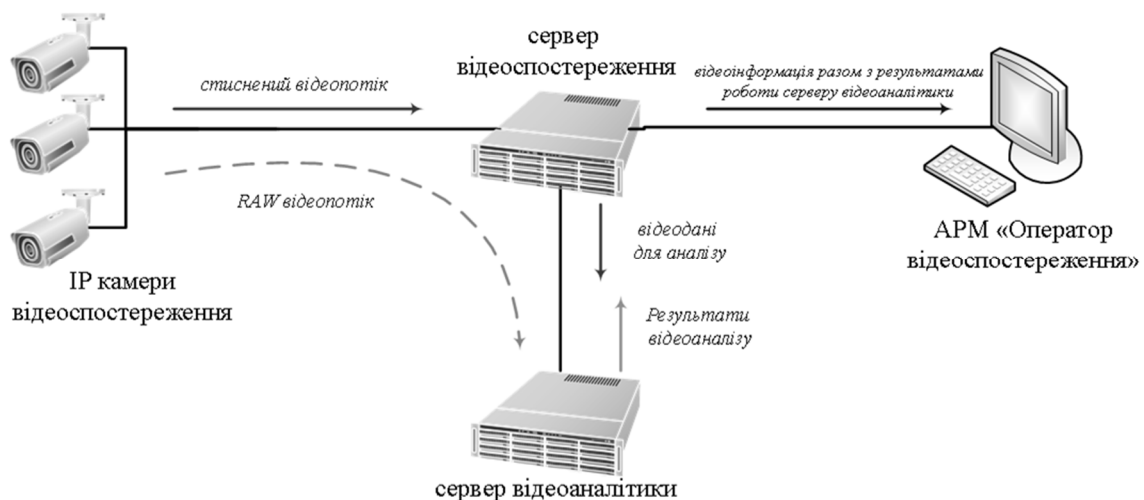 сервер
відеоспостереження
стиснений відеопотік
відеоінформація разом з результатами
роботи серверу відеоаналітики
RAW відеопотік
відеодані
для аналізу
АРМ «Оператор
відеоспостереження»
IP камери
відеоспостереження
Результати
відеоаналізу
сервер відеоаналітики